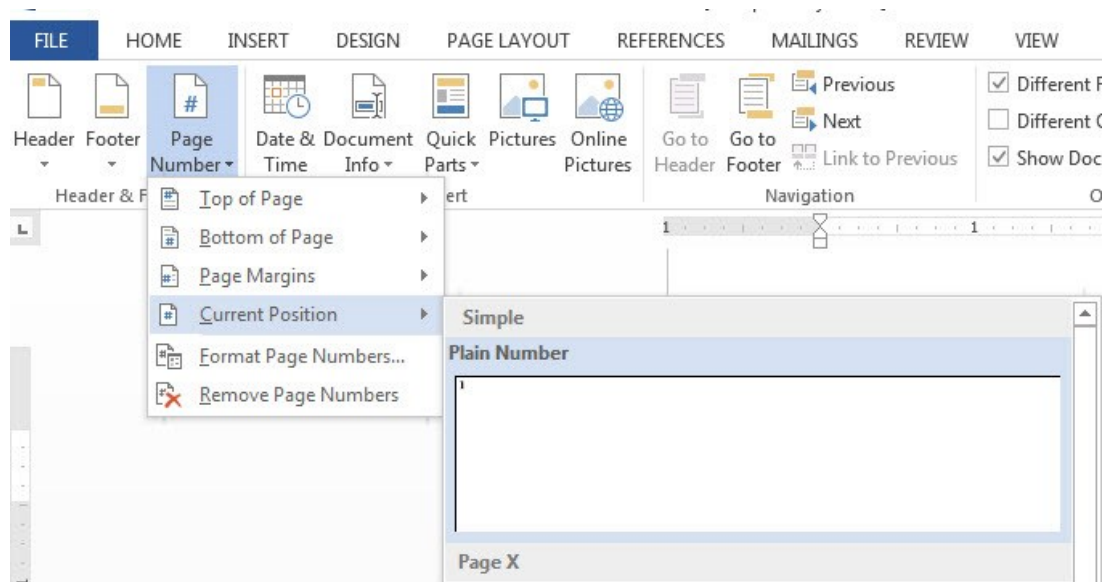 FILE HOME INSERT DESIGN PAGE LAYOUT REFERENCES MAILINGS REVIEW VIEW
Header Footer Page Number Date & Time Document Info Quick Parts Pictures Online Pictures Go to Header Go to Footer
Previous
Next
Link to Previous
Different
Different
Show Doc
Header & F
ert
Navigation
Top of Page
Bottom of Page
Page Margins
Current Position
Format Page Numbers...
Remove Page Numbers
1 1
Simple
Plain Number
1
Page X